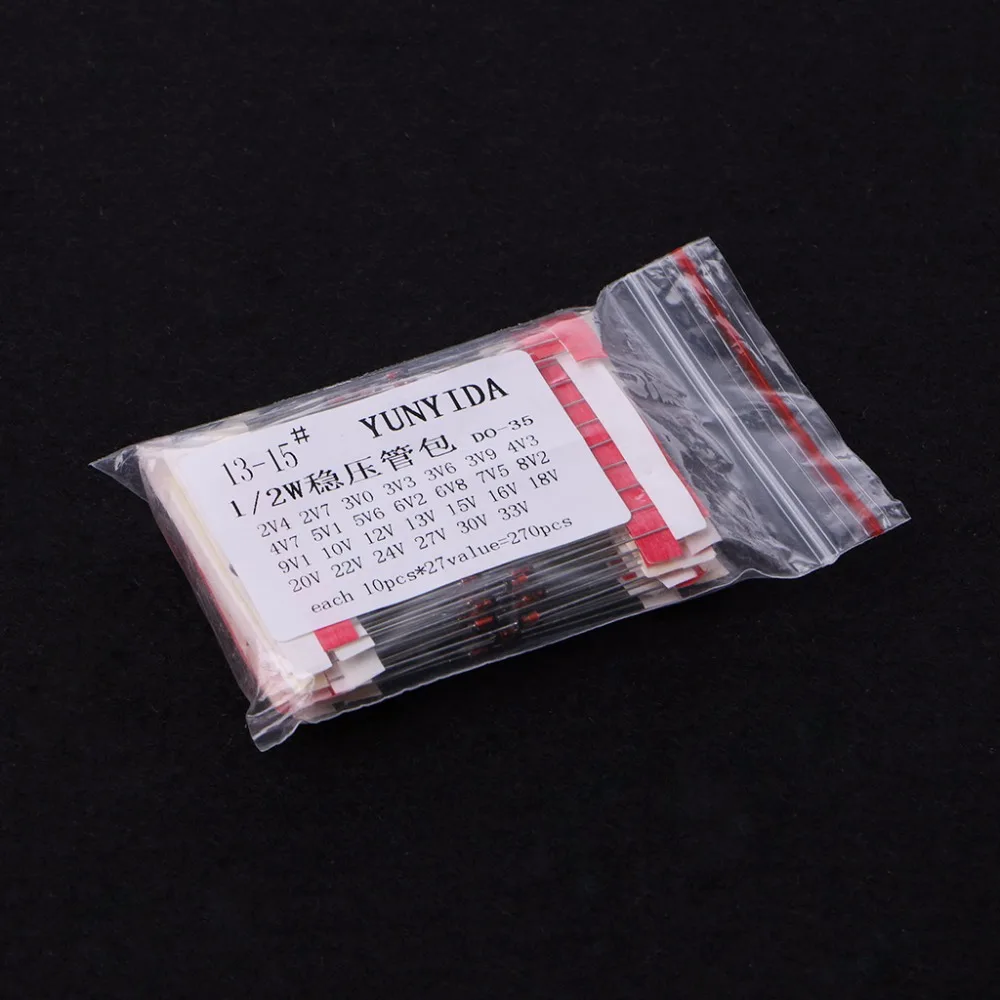 13-15# YUNYIDA
1/2W稳压管包 DO-35
2V4 2V7 3V0 3V3 3V6 3V9 4V3
4V7 5V1 5V6 6V2 6V8 7V5 8V2
9V1 10V 12V 13V 15V 16V 18V
20V 22V 24V 27V 30V 33V
each 10pcs*27value=270pcs